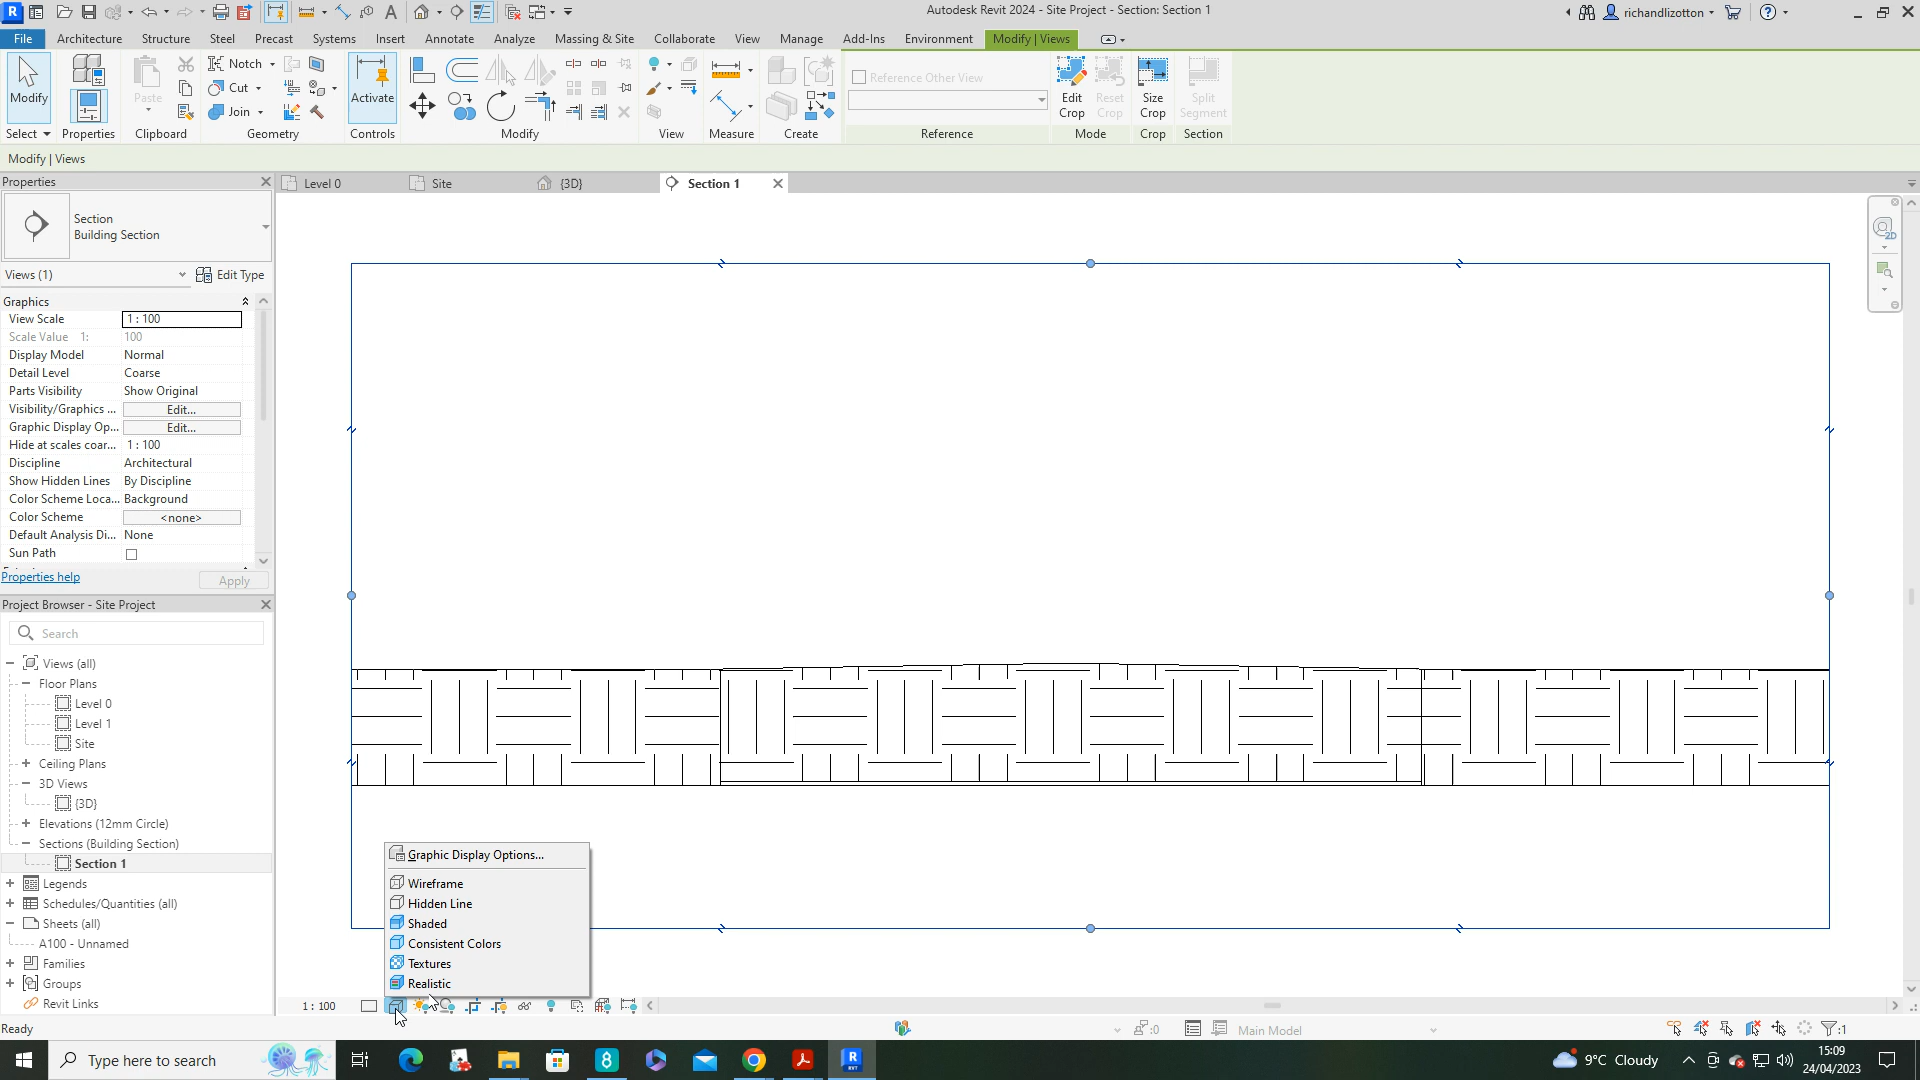 Autodesk Revit 2024 - Site Project - Section: Section 1
richandlizotton
File Architecture Structure Steel Precast Systems Insert Annotate Analyze Massing & Site Collaborate View Manage Add-Ins Environment Modify | Views
Modify
Select
Properties
Paste
Clipboard
Notch
Cut
Join
Geometry
Activate
Controls
Modify
View
Measure
Create
Reference Other View
Reference
Edit Crop
Reset Crop
Mode
Size Crop
Crop
Split Segment
Section
Modify | Views
Properties
Level 0
Site
{3D}
Section 1
Section
Building Section
Views (1)
Edit Type
Graphics
View Scale 1 : 100
Scale Value 1: 100
Display Model Normal
Detail Level Coarse
Parts Visibility Show Original
Visibility/Graphics ... Edit...
Graphic Display Op... Edit...
Hide at scales coar... 1 : 100
Discipline Architectural
Show Hidden Lines By Discipline
Color Scheme Loca... Background
Color Scheme <none>
Default Analysis Di... None
Sun Path
Properties help
Apply
Project Browser - Site Project
Search
Views (all)
Floor Plans
Level 0
Level 1
Site
Ceiling Plans
3D Views
{3D}
Elevations (12mm Circle)
Sections (Building Section)
Section 1
Legends
Schedules/Quantities (all)
Sheets (all)
A100 - Unnamed
Families
Groups
Revit Links
Graphic Display Options...
Wireframe
Hidden Line
Shaded
Consistent Colors
Textures
Realistic
1 : 100
2D
Ready
:0
Main Model
:1
Type here to search
9°C Cloudy
15:09
24/04/2023